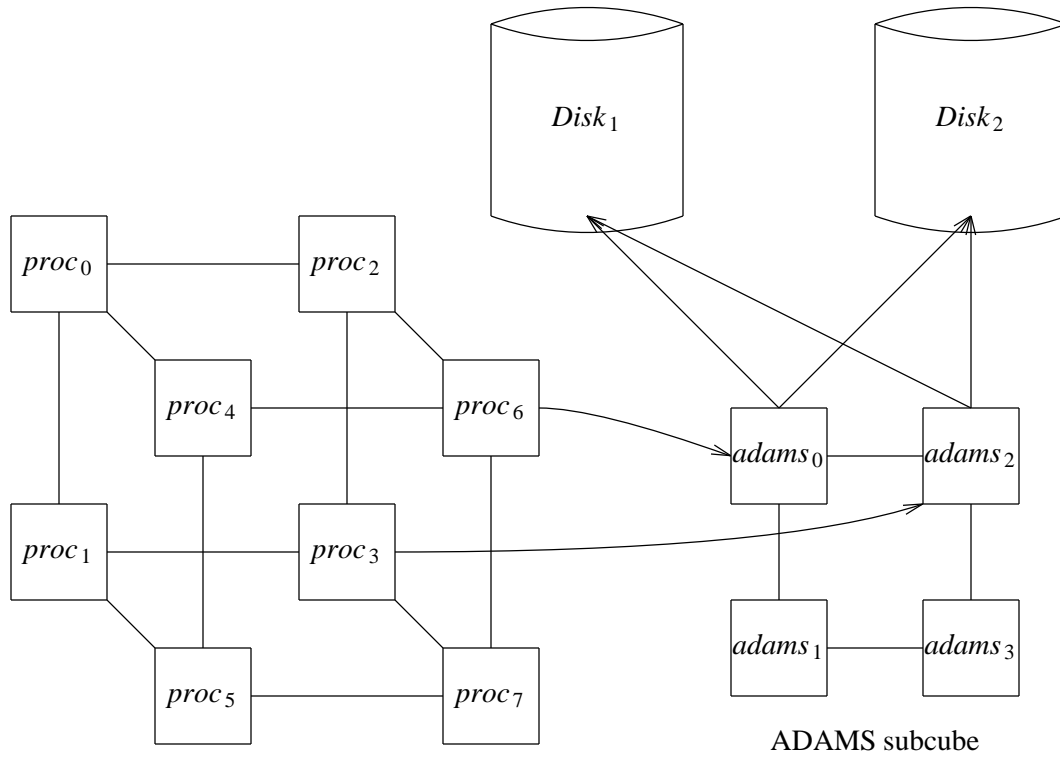 Disk₁
Disk₂
proc₀
proc₂
proc₄
proc₆
adams₀
adams₂
proc₁
proc₃
adams₁
adams₃
proc₅
proc₇
ADAMS subcube